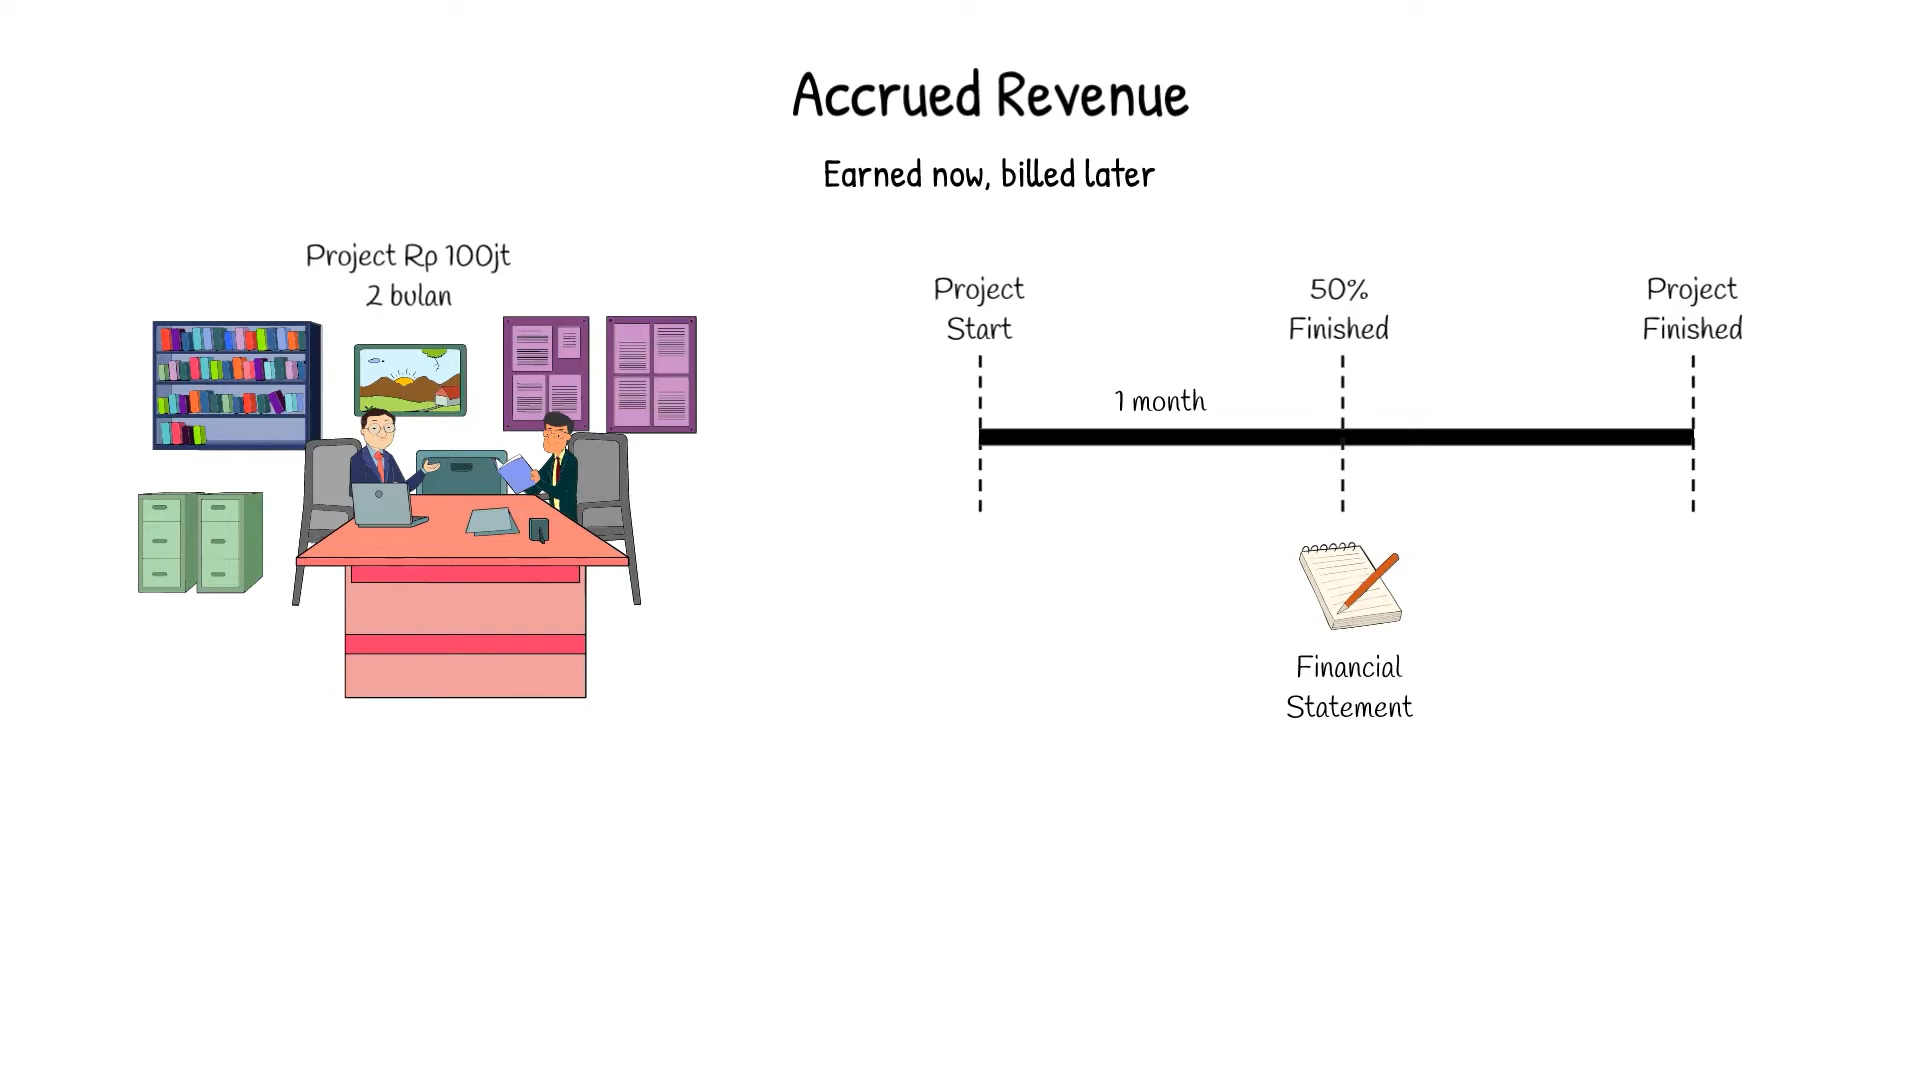 Accrued Revenue
Earned now, billed later
Project Rp 100jt
2 bulan
Project
Start
50%
Finished
Project
Finished
1 month
Financial
Statement